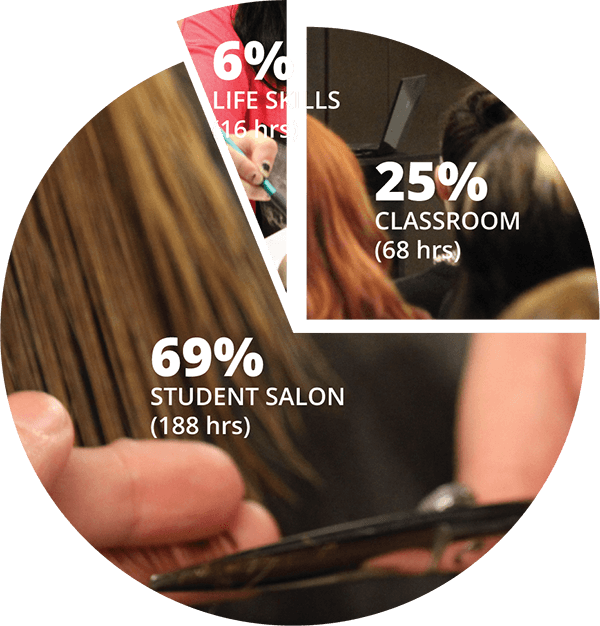 6%
LIFE SKILLS
(16 hrs)
25%
CLASSROOM
(68 hrs)
69%
STUDENT SALON
(188 hrs)